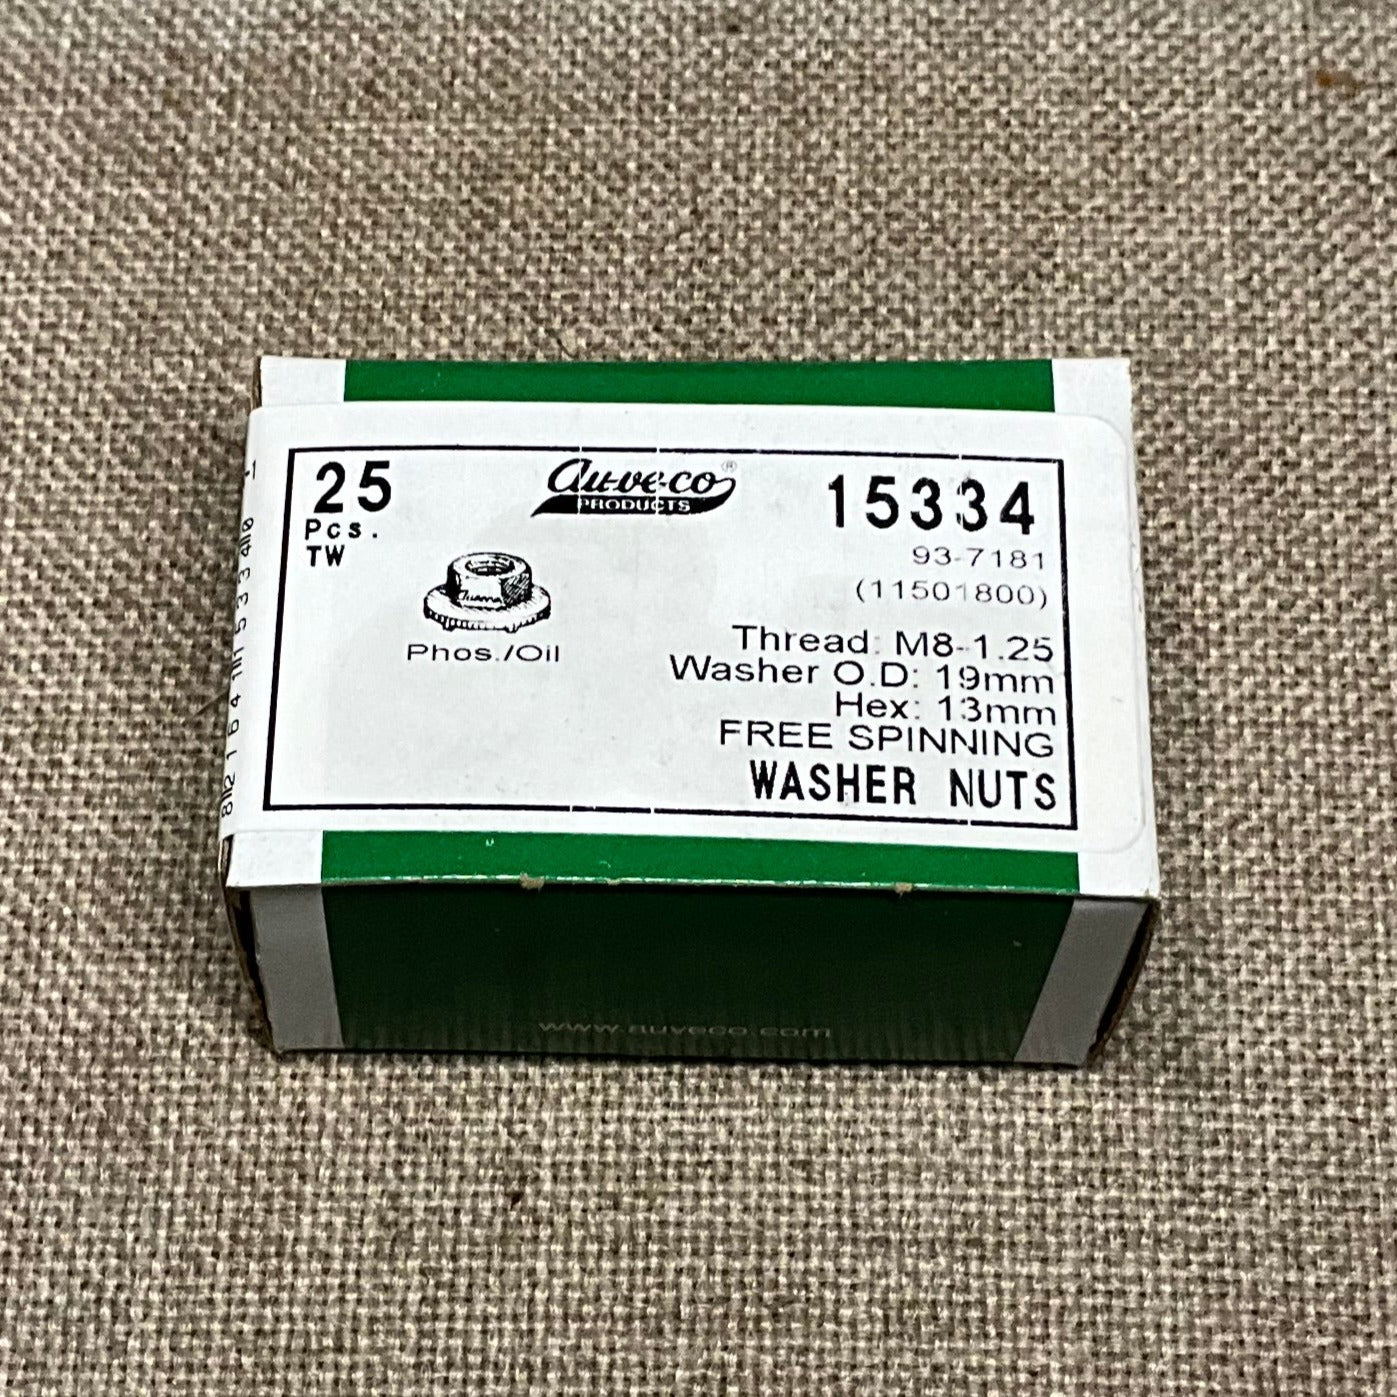 25
Pcs.
TW
Au-ve-co®
PRODUCTS
15334
93-7181
(11501800)
Phos./Oil
Thread: M8-1.25
Washer O.D: 19mm
Hex: 13mm
FREE SPINNING
WASHER NUTS
www.auveco.com